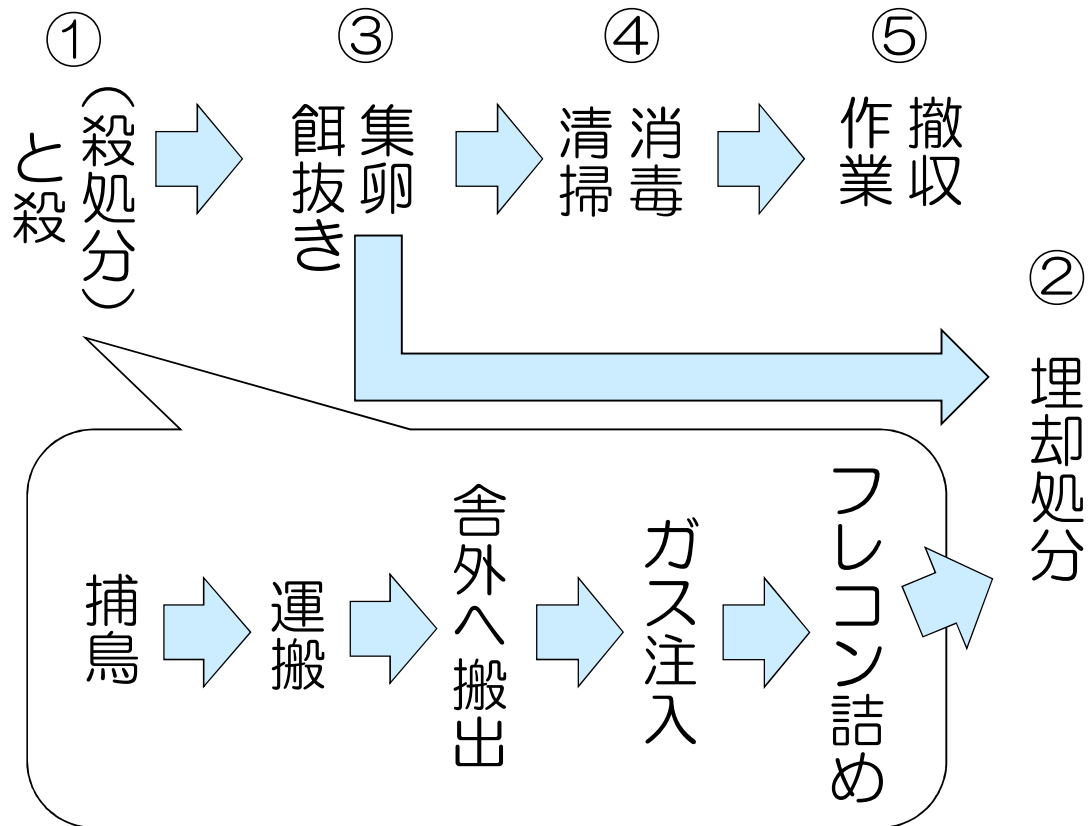 ①
と殺
（殺処分）
③
集卵
餌抜き
④
消毒
清掃
⑤
撤収
作業
②
埋却処分
捕鳥
運搬
舎外へ搬出
ガス注入
フレコン詰め